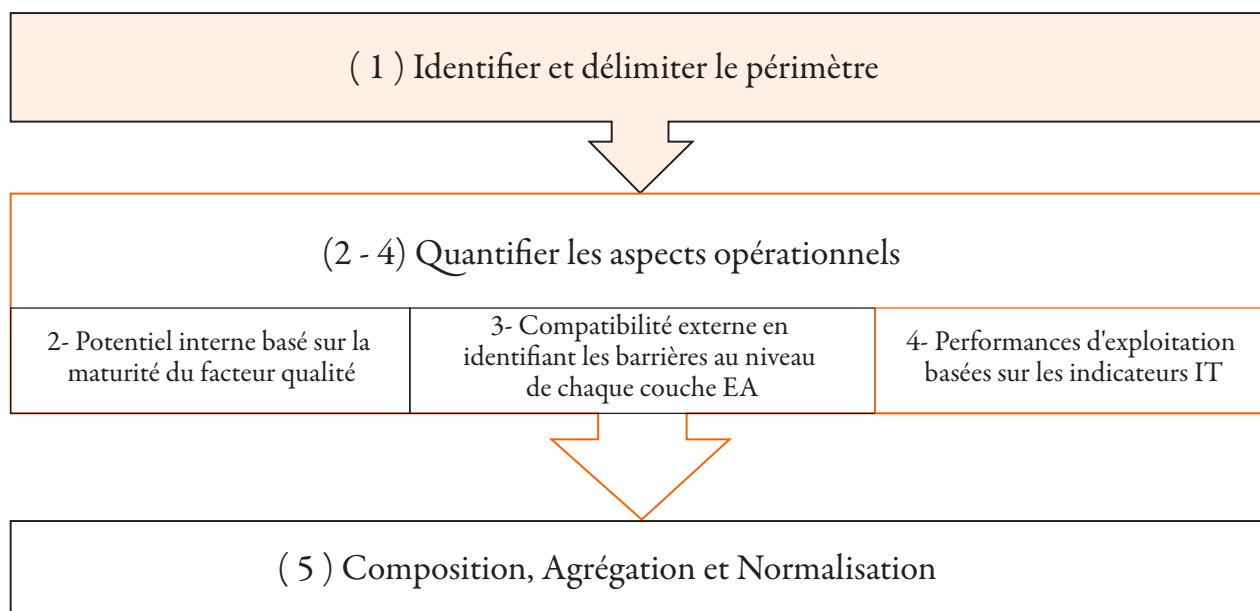 ( 1 ) Identifier et délimiter le périmètre
(2 - 4) Quantifier les aspects opérationnels
2- Potentiel interne basé sur la
maturité du facteur qualité
3- Compatibilité externe en
identifiant les barrières au niveau
de chaque couche EA
4- Performances d'exploitation
basées sur les indicateurs IT
( 5 ) Composition, Agrégation et Normalisation